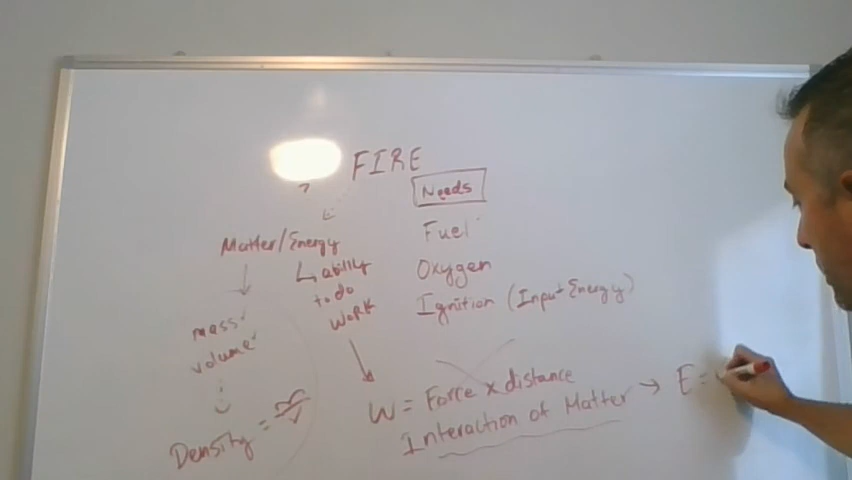 FIRE
Needs
Fuel
Oxygen
Ignition (Input Energy)
Matter/Energy
ability
to do
WORK
mass
volume
Density = m/v
W = Force x distance
Interaction of Matter → E =